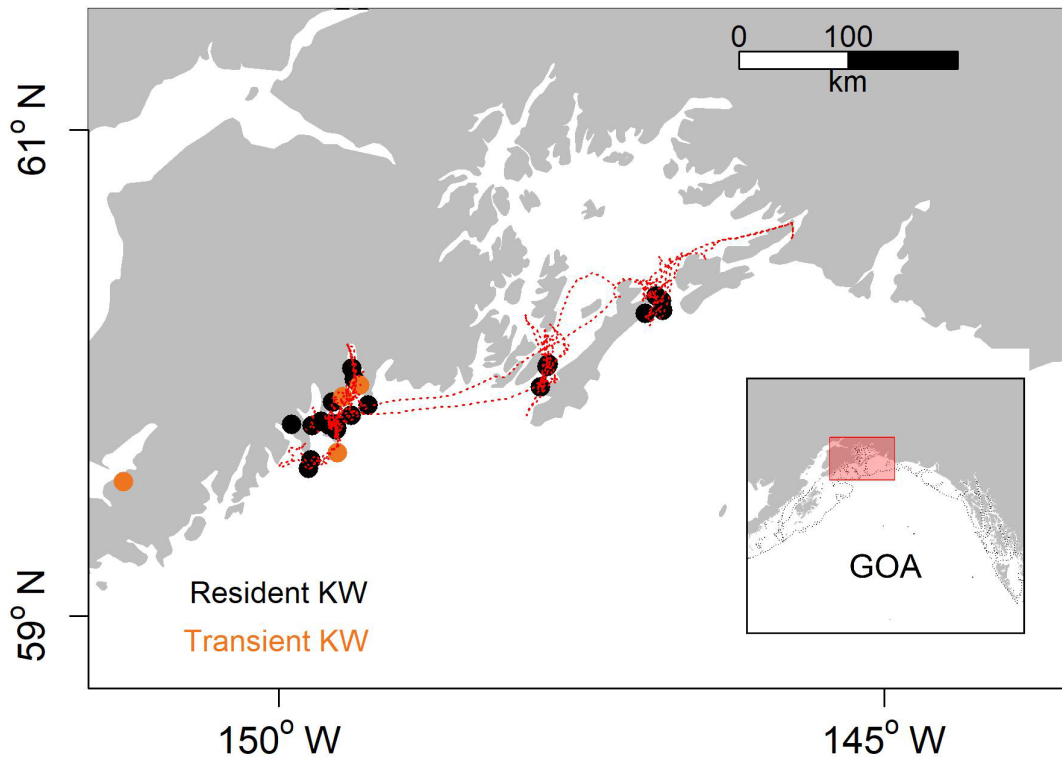 0 100
km
61° N
GOA
Resident KW
Transient KW
59° N
150° W 145° W